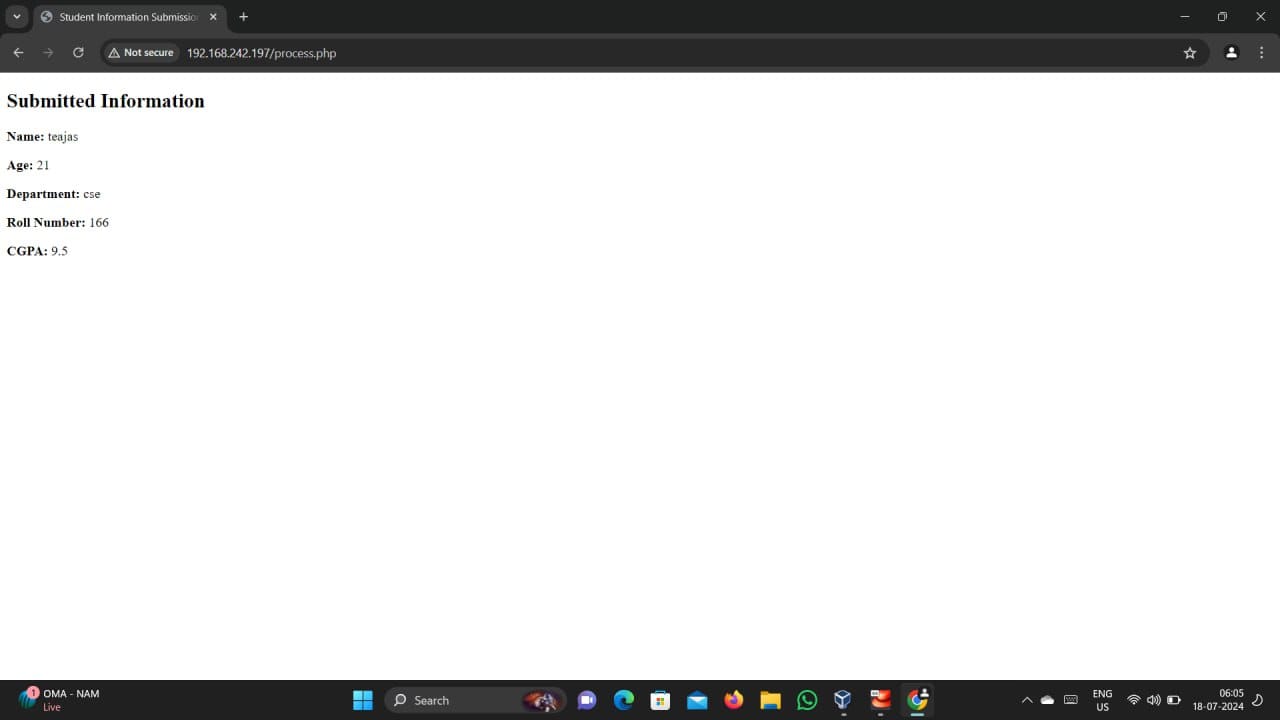 Student Information Submissio
Not secure
192.168.242.197/process.php
Submitted Information
Name: teajas
Age: 21
Department: cse
Roll Number: 166
CGPA: 9.5
1
OMA - NAM
Live
Search
ENG
US
06:05
18-07-2024